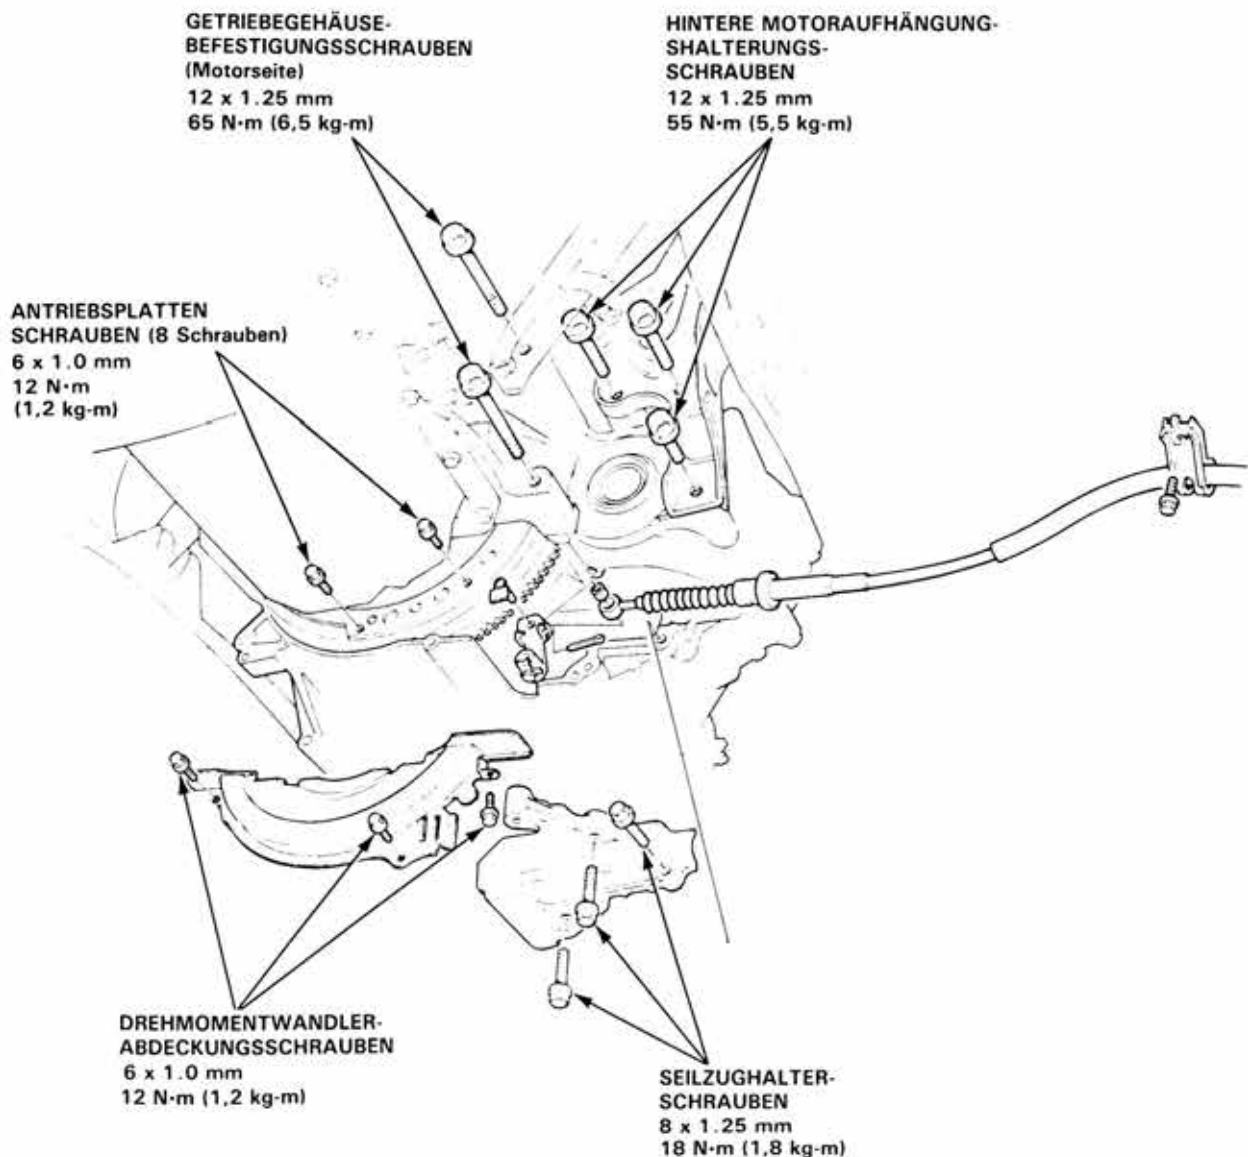 GETRIEBEGEHÄUSE-
BEFESTIGUNGSSCHRAUBEN
(Motorseite)
12 x 1.25 mm
65 N·m (6,5 kg-m)
HINTERE MOTORAUFHÄNGUNG-
SHALTERUNGS-
SCHRAUBEN
12 x 1.25 mm
55 N·m (5,5 kg-m)
ANTRIEBSPLATTEN
SCHRAUBEN (8 Schrauben)
6 x 1.0 mm
12 N·m
(1,2 kg-m)
DREHMOMENTWANDLER-
ABDECKUNGSSCHRAUBEN
6 x 1.0 mm
12 N·m (1,2 kg-m)
SEILZUGHALTER-
SCHRAUBEN
8 x 1.25 mm
18 N·m (1,8 kg-m)